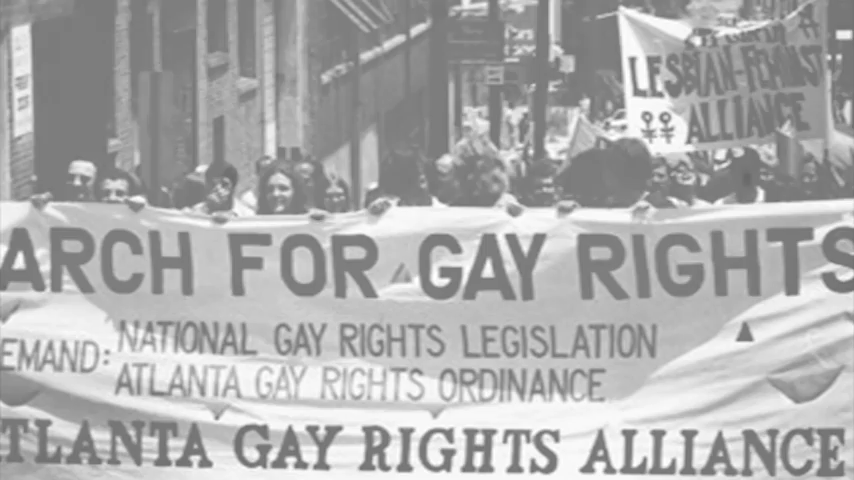 LESBIAN-FEMINIST
ALLIANCE
ARCH FOR GAY RIGHTS
EMAND: NATIONAL GAY RIGHTS LEGISLATION
ATLANTA GAY RIGHTS ORDINANCE
TLANTA GAY RIGHTS ALLIANCE